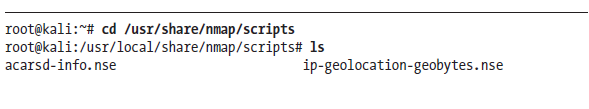 root@kali:~# cd /usr/share/nmap/scripts
root@kali:/usr/local/share/nmap/scripts# ls
acarsd-info.nse ip-geolocation-geobytes.nse